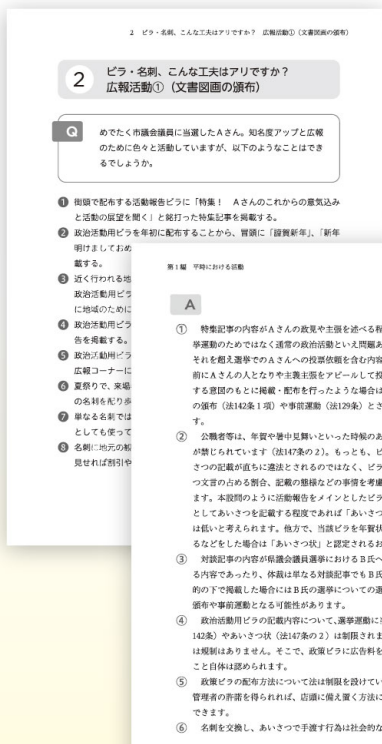 2 ビラ・名刺、こんな工夫はアリですか? 広報活動①(文書図画の頒布)
2
ビラ・名刺、こんな工夫はアリですか?
広報活動①(文書図画の頒布)
Q
めでたく市議会議員に当選したAさん。知名度アップと広報
のために色々と活動していますが、以下のようなことはでき
るでしょうか。
❶ 街頭で配布する活動報告ビラに「特集! Aさんのこれからの意気込み
と活動の展望を聞く」と銘打った特集記事を掲載する。
❷ 政治活動用ビラを年初に配布することから、冒頭に「謹賀新年」、「新年
明けましておめ
載する。
❸ 近く行われる地
政治活動用ビラ
に地域のために
❹ 政治活動用ビラ
告を掲載する。
❺ 政治活動用ビラ
広報コーナーに
❻ 夏祭りで、来場
の名刺を配り歩
❼ 単なる名刺では
としても使って
❽ 名刺に地元の
見せれば割引や
第1編 平時における活動
A
① 特集記事の内容がAさんの政見や主張を述べる程
挙運動のためではなく通常の政治活動といえ問題あ
それを超え選挙でのAさんへの投票依頼を含む内容
前にAさんの人となりや主義主張をアピールして投
する意図のもとに掲載・配布を行ったような場合は
の頒布(法142条1項)や事前運動(法129条)とさ
す。
② 公職者等は、年賀や暑中見舞いといった時候のあ
が禁じられています(法147条の2)。もっとも、ビ
さつの記載が直ちに違法とされるのではなく、ビラ
つ文言の占める割合、記載の態様などの事情を考慮
ます。本設問のように活動報告をメインとしたビラ
としてあいさつを記載する程度であれば「あいさつ
は低いと考えられます。他方で、当該ビラを年賀状
るなどをした場合は「あいさつ状」と認定されるお
③ 対談記事の内容が県議会議員選挙におけるB氏へ
る内容であったり、体裁は単なる対談記事でもB氏
的の下で掲載した場合にはB氏の選挙についての選
頒布や事前運動となる可能性があります。
④ 政治活動用ビラの記載内容について、選挙運動に
142条)やあいさつ状(法147条の2)は制限されま
は規制はありません。そこで、政策ビラに広告料を
こと自体は認められます。
⑤ 政策ビラの配布方法について法は制限を設けてい
管理者の許諾を得られれば、店頭に備え置く方法に
できます。
⑥ 名刺を交換し、あいさつで手渡す行為は社会的な